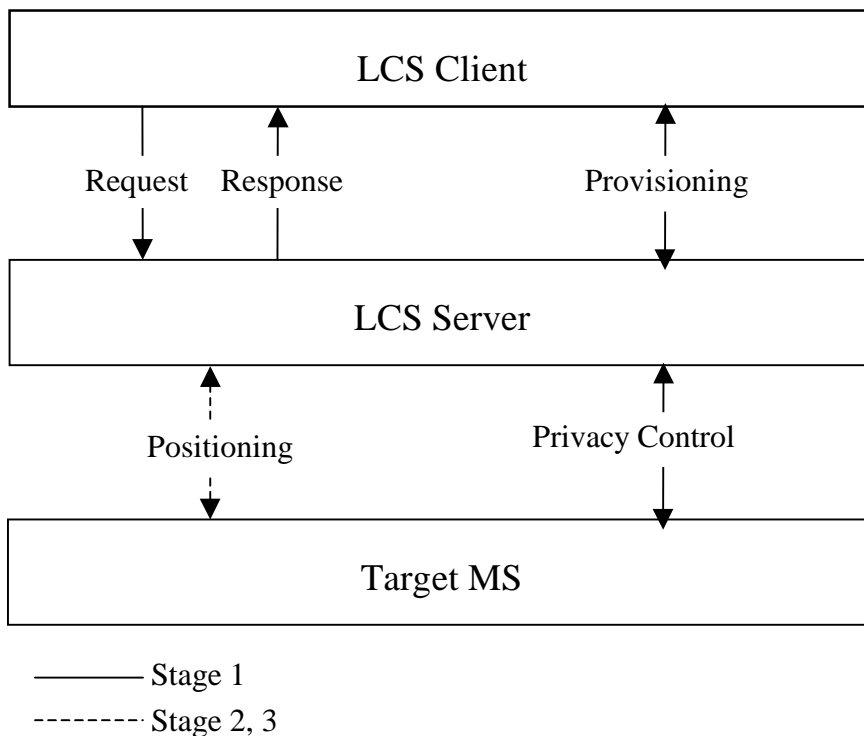 LCS Client
Request Response Provisioning
LCS Server
Positioning Privacy Control
Target MS
Stage 1
Stage 2, 3